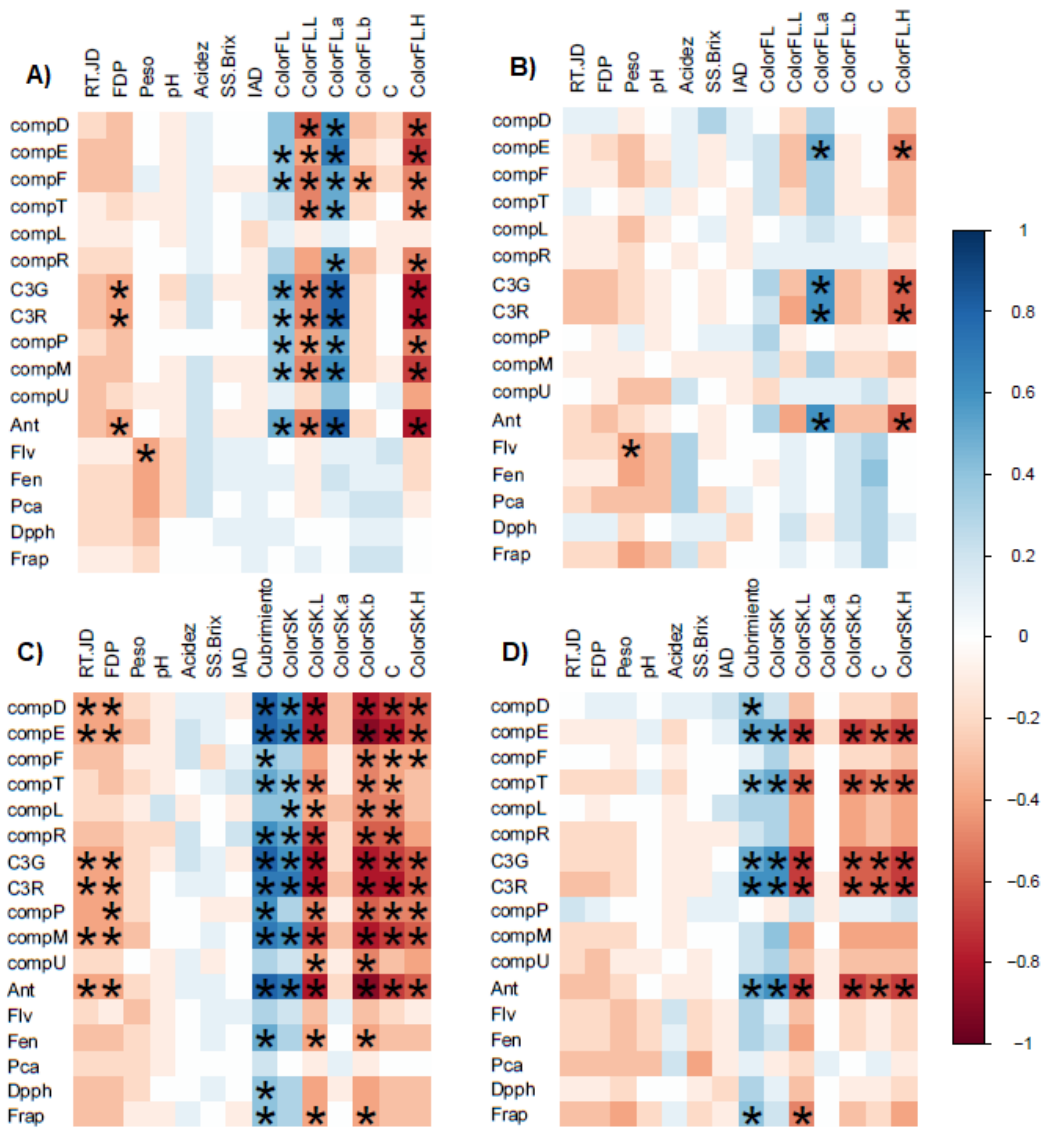 A)
RT.JD FDP Peso pH Acidez SS.Brix IAD ColorFL ColorFL.L ColorFL.a ColorFL.b C ColorFL.H
compD
compE
compF
compT
compL
compR
C3G
C3R
compP
compM
compU
Ant
Flv
Fen
Pca
Dpph
Frap
B)
RT.JD FDP Peso pH Acidez SS.Brix IAD ColorFL ColorFL.L ColorFL.a ColorFL.b C ColorFL.H
compD
compE
compF
compT
compL
compR
C3G
C3R
compP
compM
compU
Ant
Flv
Fen
Pca
Dpph
Frap
C)
RT.JD FDP Peso pH Acidez SS.Brix IAD Cubrimiento ColorSK ColorSK.L ColorSK.a ColorSK.b C ColorSK.H
compD
compE
compF
compT
compL
compR
C3G
C3R
compP
compM
compU
Ant
Flv
Fen
Pca
Dpph
Frap
D)
RT.JD FDP Peso pH Acidez SS.Brix IAD Cubrimiento ColorSK ColorSK.L ColorSK.a ColorSK.b C ColorSK.H
compD
compE
compF
compT
compL
compR
C3G
C3R
compP
compM
compU
Ant
Flv
Fen
Pca
Dpph
Frap
1
0.8
0.6
0.4
0.2
0
−0.2
−0.4
−0.6
−0.8
−1